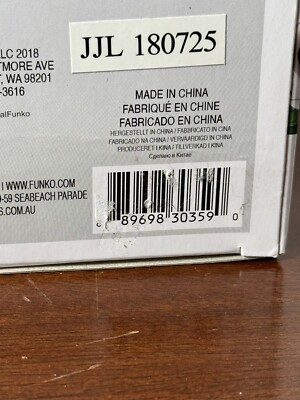 LLC 2018
TMORE AVE
, WA 98201
-3616
alFunko
JJL 180725
MADE IN CHINA
FABRIQUÉ EN CHINE
FABRICADO EN CHINA
HERGESTELLT IN CHINA / FABBRICATO IN CINA
FABRICADO NA CHINA / VERVAARDIGD IN CHINA
PRODUCERET I KINA / TILLVERKAD I KINA
Сделано в Китае
| WWW.FUNKO.COM
-59 SEABEACH PARADE
S.COM.AU
8 89698 30359 0